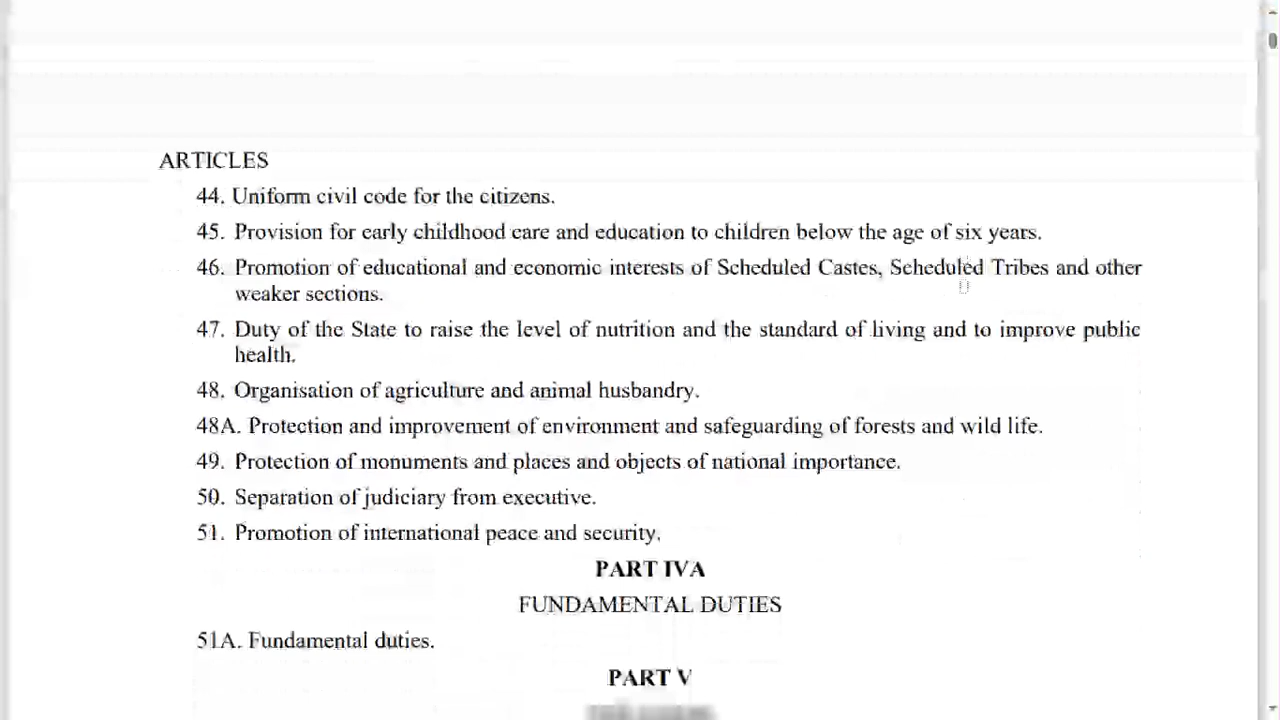 ARTICLES
44. Uniform civil code for the citizens.
45. Provision for early childhood care and education to children below the age of six years.
46. Promotion of educational and economic interests of Scheduled Castes, Scheduled Tribes and other
weaker sections.
47. Duty of the State to raise the level of nutrition and the standard of living and to improve public
health.
48. Organisation of agriculture and animal husbandry.
48A. Protection and improvement of environment and safeguarding of forests and wild life.
49. Protection of monuments and places and objects of national importance.
50. Separation of judiciary from executive.
51. Promotion of international peace and security.
PART IVA
FUNDAMENTAL DUTIES
51A. Fundamental duties.
PART V